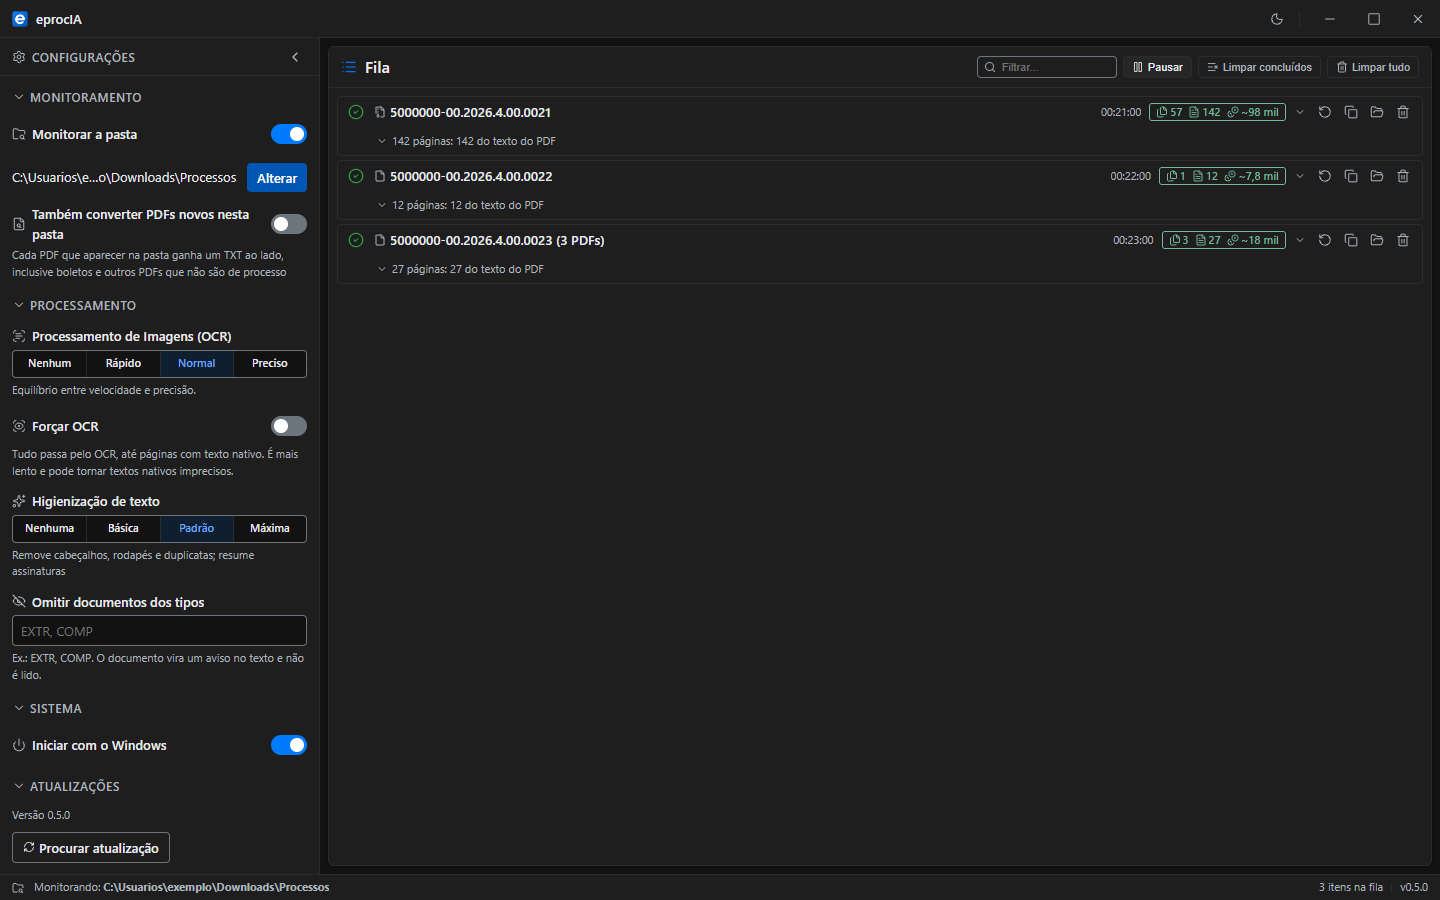 eprocIA
CONFIGURAÇÕES
MONITORAMENTO
Monitorar a pasta
C:\Usuarios\e...o\Downloads\Processos
Alterar
Também converter PDFs novos nesta
pasta
Cada PDF que aparecer na pasta ganha um TXT ao lado,
inclusive boletos e outros PDFs que não são de processo
PROCESSAMENTO
Processamento de Imagens (OCR)
Nenhum Rápido Normal Preciso
Equilíbrio entre velocidade e precisão.
Forçar OCR
Tudo passa pelo OCR, até páginas com texto nativo. É mais
lento e pode tornar textos nativos imprecisos.
Higienização de texto
Nenhuma Básica Padrão Máxima
Remove cabeçalhos, rodapés e duplicatas; resume
assinaturas
Omitir documentos dos tipos
EXTR, COMP
Ex.: EXTR, COMP. O documento vira um aviso no texto e não
é lido.
SISTEMA
Iniciar com o Windows
ATUALIZAÇÕES
Versão 0.5.0
Procurar atualização
Fila
Filtrar...
Pausar
Limpar concluídos
Limpar tudo
5000000-00.2026.4.00.0021
00:21:00 57 142 ~98 mil
142 páginas: 142 do texto do PDF
5000000-00.2026.4.00.0022
00:22:00 1 12 ~7,8 mil
12 páginas: 12 do texto do PDF
5000000-00.2026.4.00.0023 (3 PDFs)
00:23:00 3 27 ~18 mil
27 páginas: 27 do texto do PDF
Monitorando: C:\Usuarios\exemplo\Downloads\Processos
3 itens na fila
v0.5.0